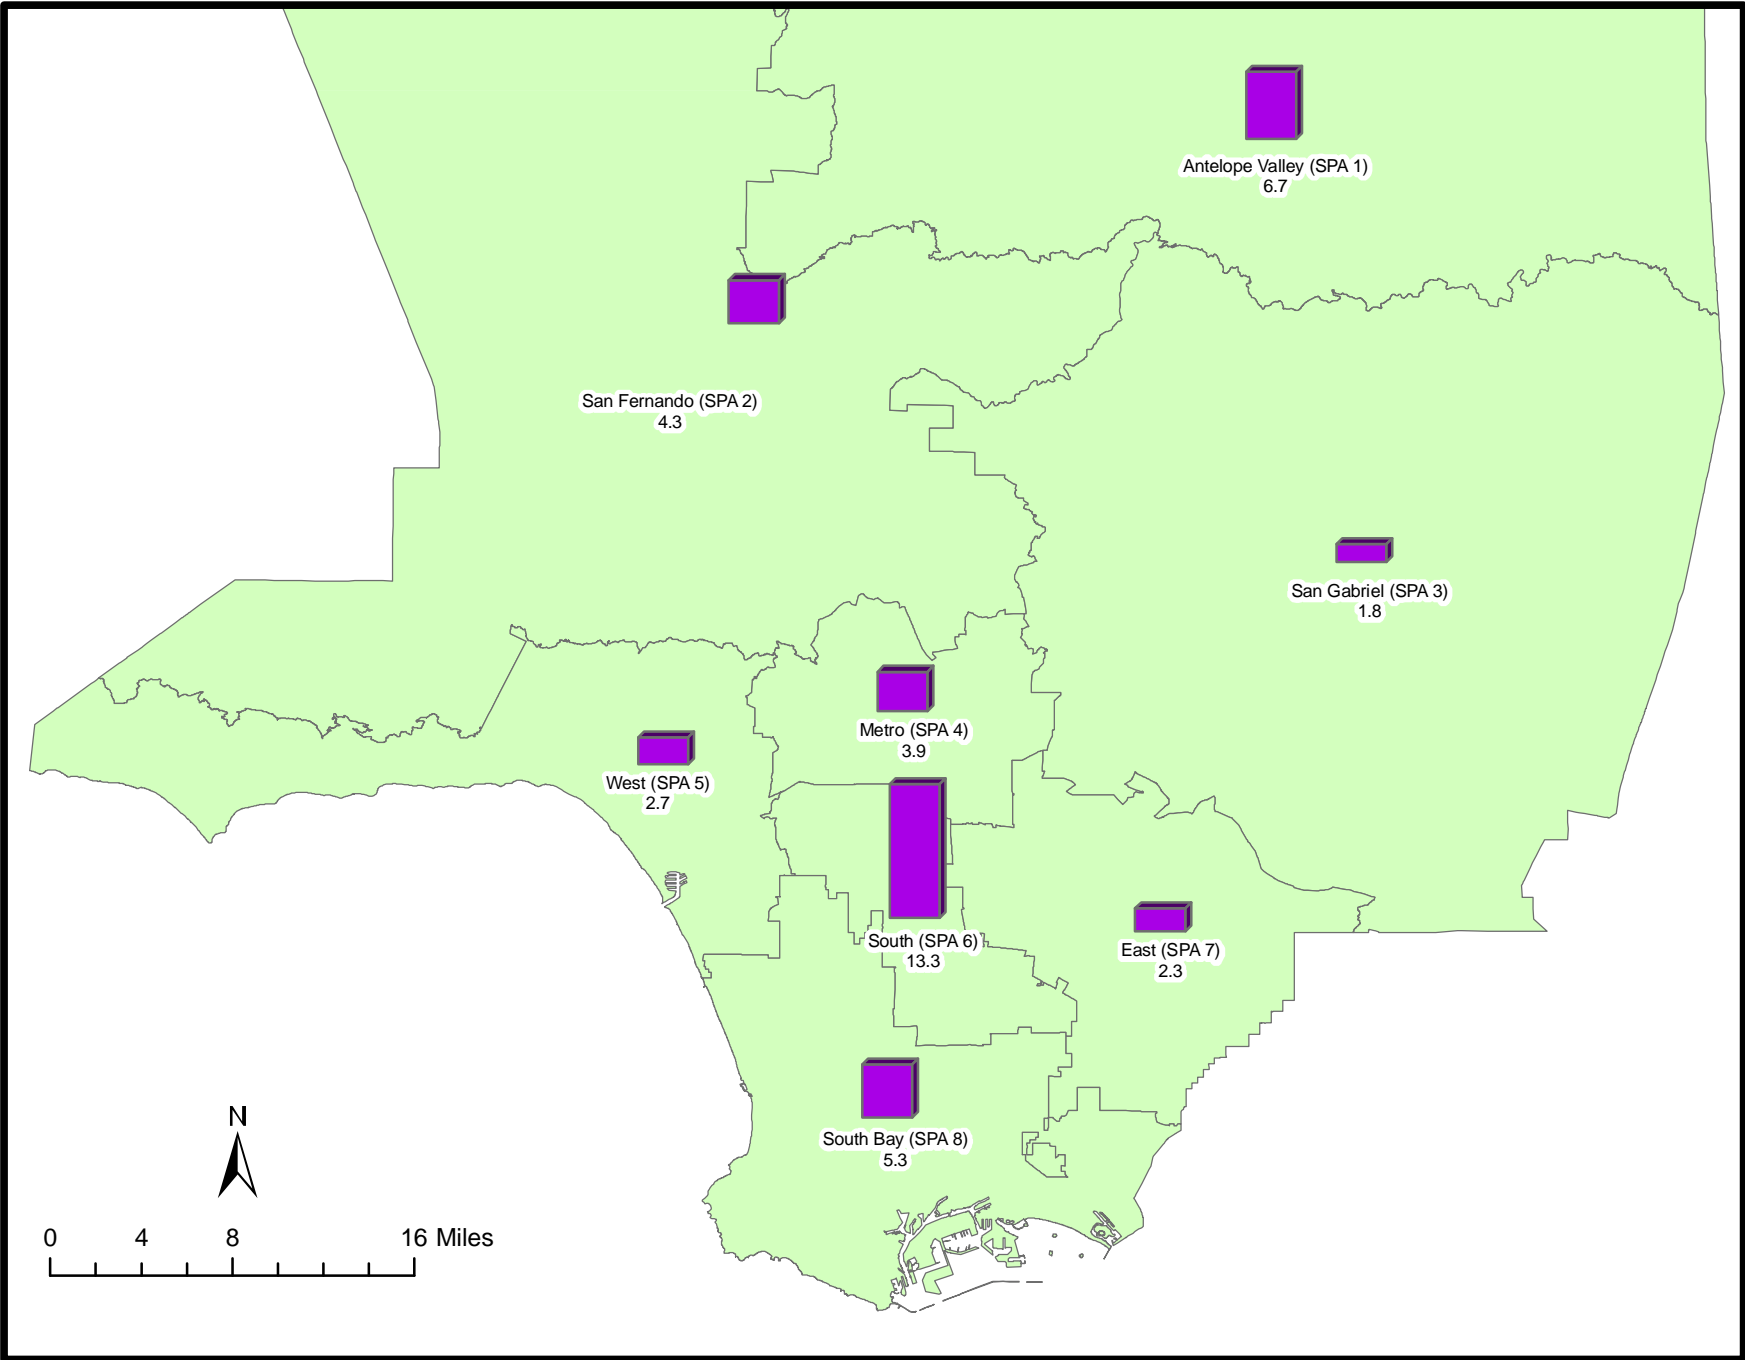 Antelope Valley (SPA 1)
6.7
San Fernando (SPA 2)
4.3
San Gabriel (SPA 3)
1.8
Metro (SPA 4)
3.9
West (SPA 5)
2.7
South (SPA 6)
13.3
East (SPA 7)
2.3
South Bay (SPA 8)
5.3
N
0 4 8 16 Miles